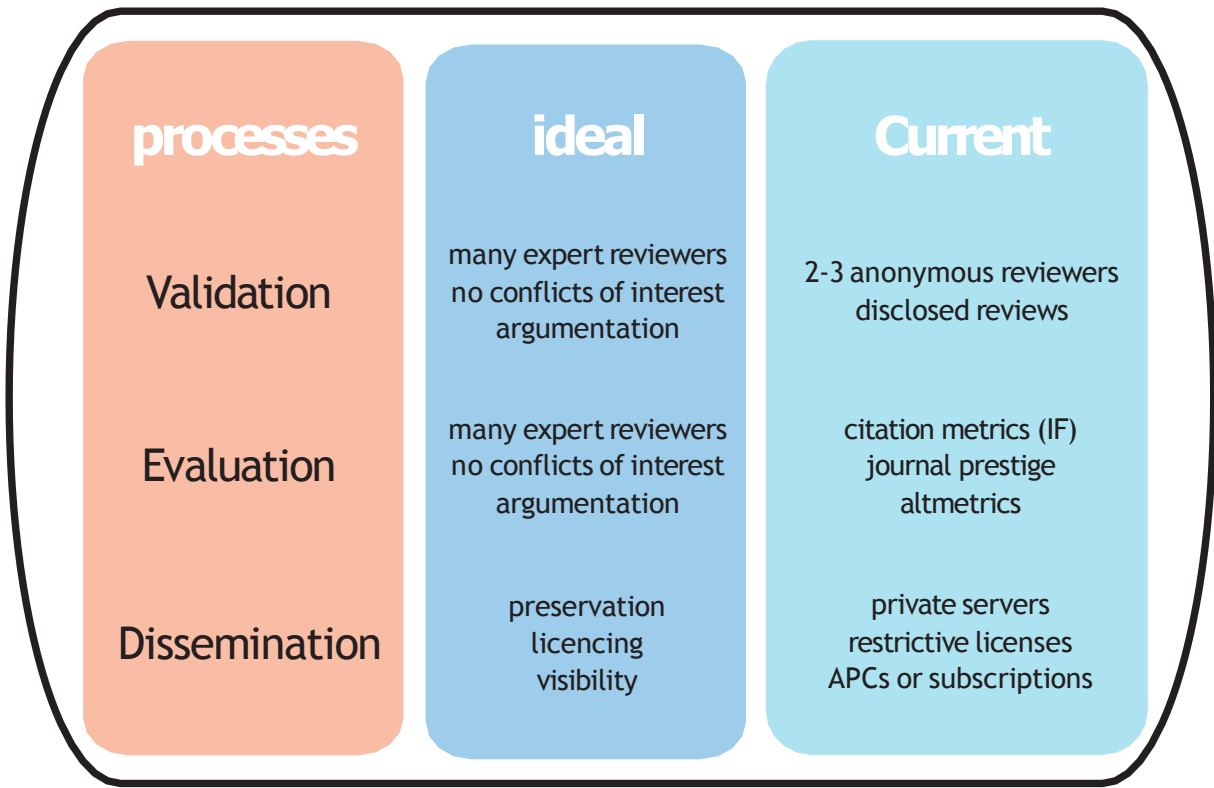 processes
ideal
Current
Validation
many expert reviewers
no conflicts of interest
argumentation
2-3 anonymous reviewers
disclosed reviews
Evaluation
many expert reviewers
no conflicts of interest
argumentation
citation metrics (IF)
journal prestige
altmetrics
Dissemination
preservation
licencing
visibility
private servers
restrictive licenses
APCs or subscriptions